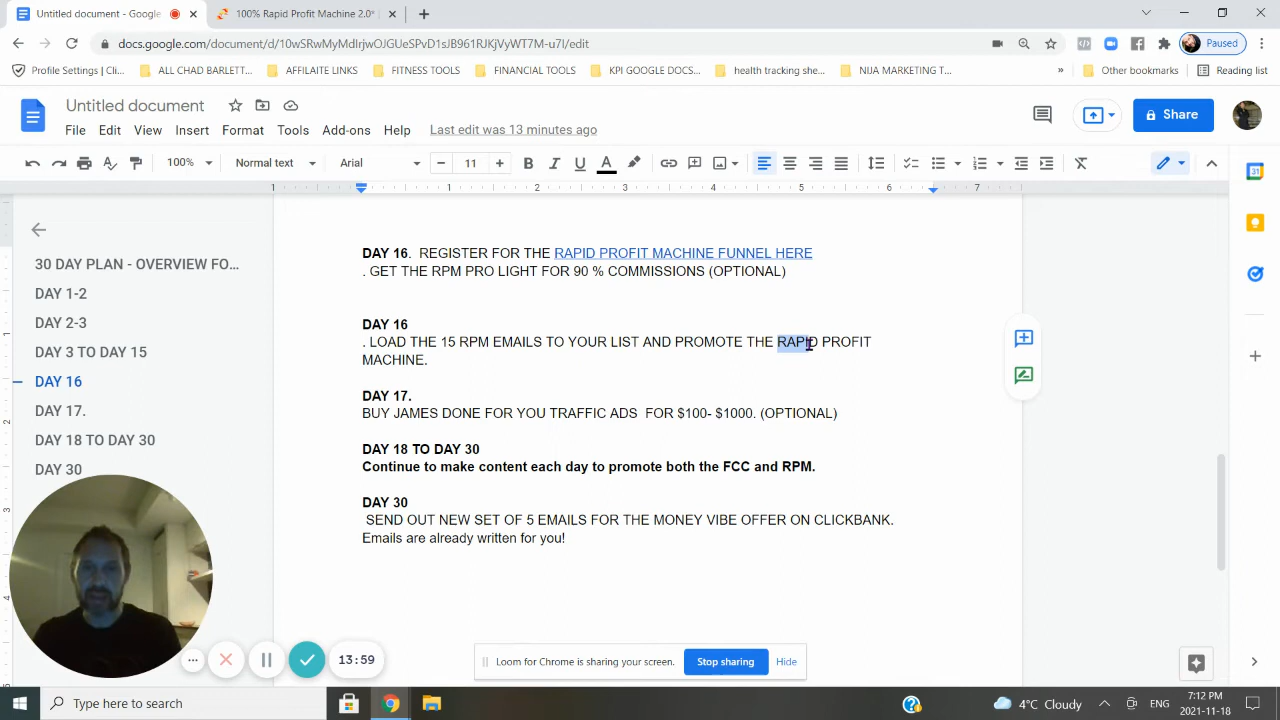 Untitled document
100% Rapid Profit Machine 2.0
docs.google.com/document/d/10wSRwMyMdIrjwOJGUeSPvD1sJB961RJKiVyWT7M-u7I/edit
Paused
Profile Settings | Cli...
ALL CHAD BARLETT...
AFFILAITE LINKS
FITNESS TOOLS
FINANCIAL TOOLS
KPI GOOGLE DOCS...
health tracking she...
NIJA MARKETING T...
»
Other bookmarks
Reading list
Untitled document
File Edit View Insert Format Tools Add-ons Help Last edit was 13 minutes ago
Share
100% Normal text Arial 11
1 1 2 3 4 5 6 7
30 DAY PLAN - OVERVIEW FO...
DAY 1-2
DAY 2-3
DAY 3 TO DAY 15
DAY 16
DAY 17.
DAY 18 TO DAY 30
DAY 30
DAY 16. REGISTER FOR THE RAPID PROFIT MACHINE FUNNEL HERE
. GET THE RPM PRO LIGHT FOR 90 % COMMISSIONS (OPTIONAL)
DAY 16
. LOAD THE 15 RPM EMAILS TO YOUR LIST AND PROMOTE THE RAPID PROFIT
MACHINE.
DAY 17.
BUY JAMES DONE FOR YOU TRAFFIC ADS FOR $100- $1000. (OPTIONAL)
DAY 18 TO DAY 30
Continue to make content each day to promote both the FCC and RPM.
DAY 30
SEND OUT NEW SET OF 5 EMAILS FOR THE MONEY VIBE OFFER ON CLICKBANK.
Emails are already written for you!
13:59
Loom for Chrome is sharing your screen.
Stop sharing
Hide
Type here to search
4°C Cloudy
ENG
7:12 PM
2021-11-18